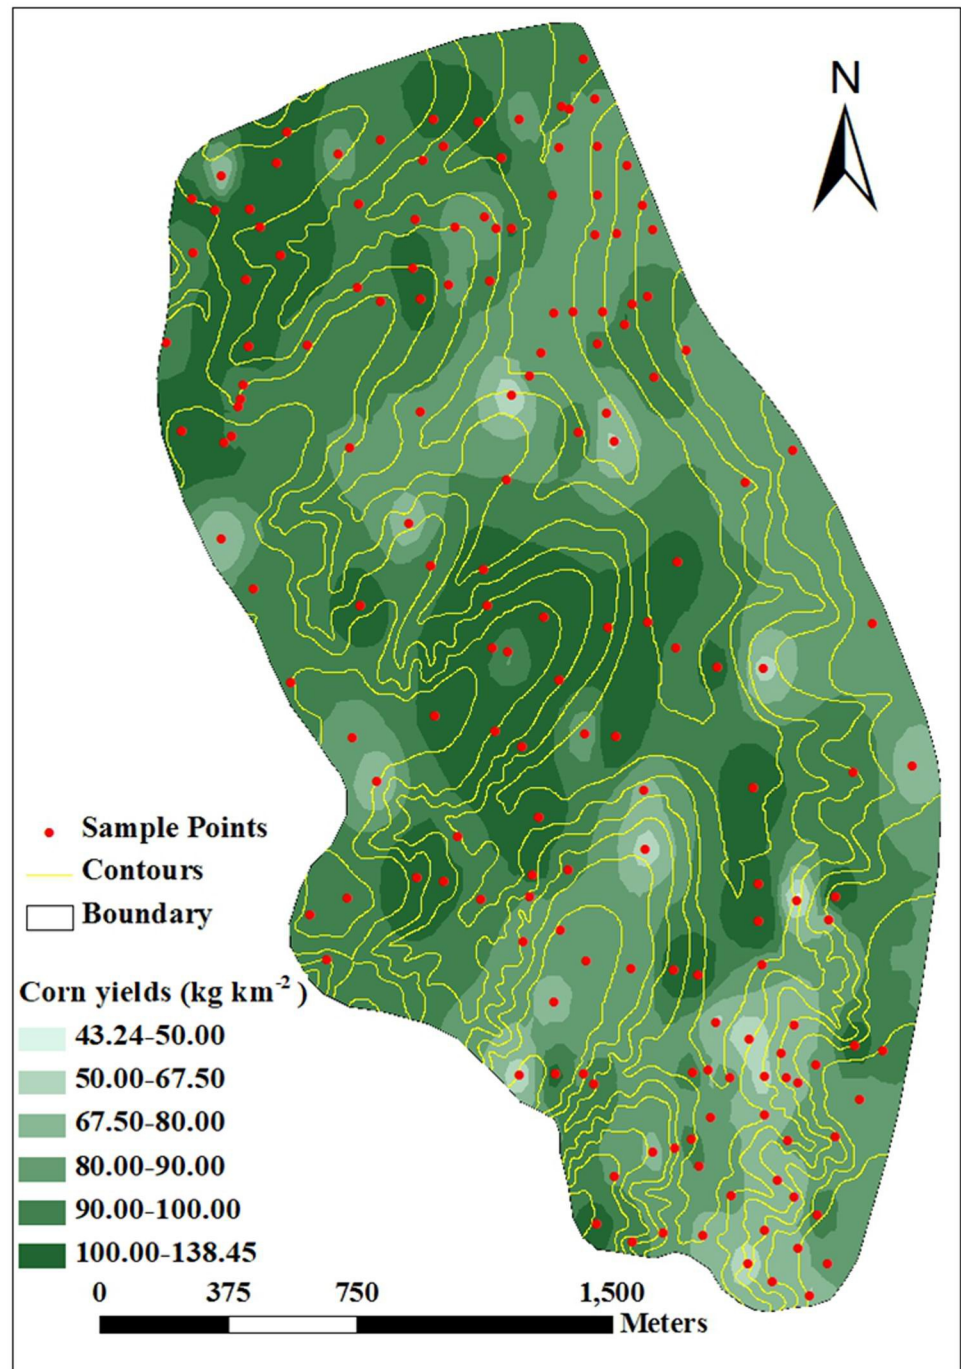 N
Sample Points
Contours
Boundary
Corn yields (kg km⁻²)
43.24-50.00
50.00-67.50
67.50-80.00
80.00-90.00
90.00-100.00
100.00-138.45
0 375 750 1,500
Meters